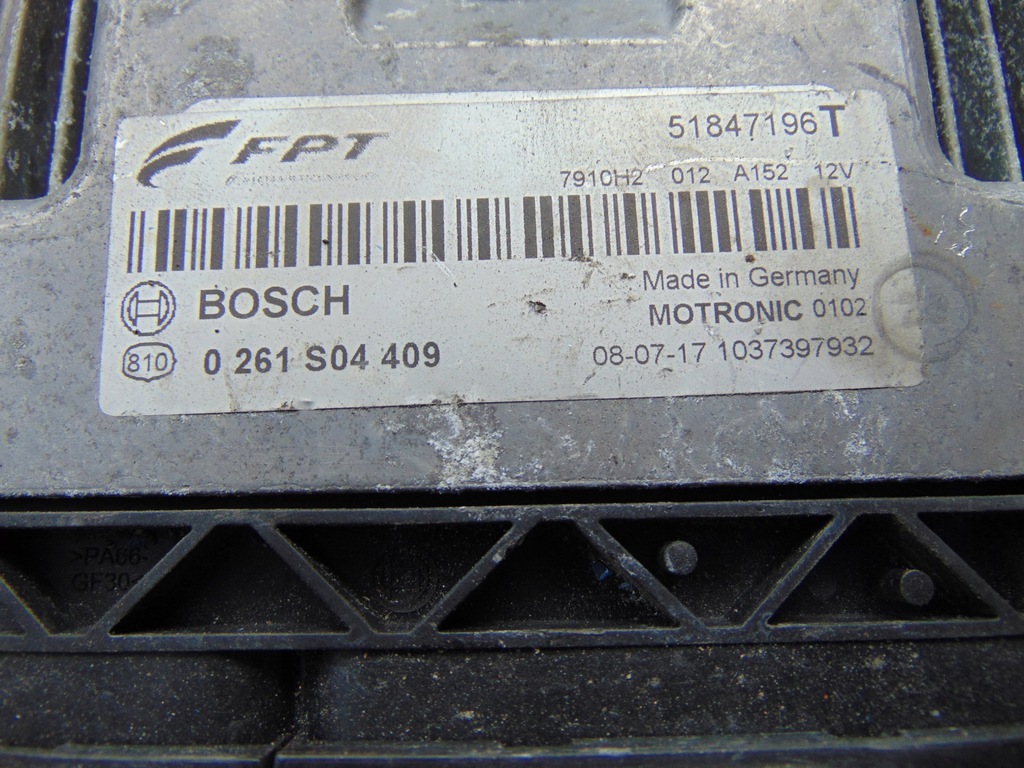 FPT
51847196T
7910H2 012 A152 12V
BOSCH
Made in Germany
MOTRONIC 0102
810
0 261 S04 409
08-07-17 1037397932
>PA66-
GF30<